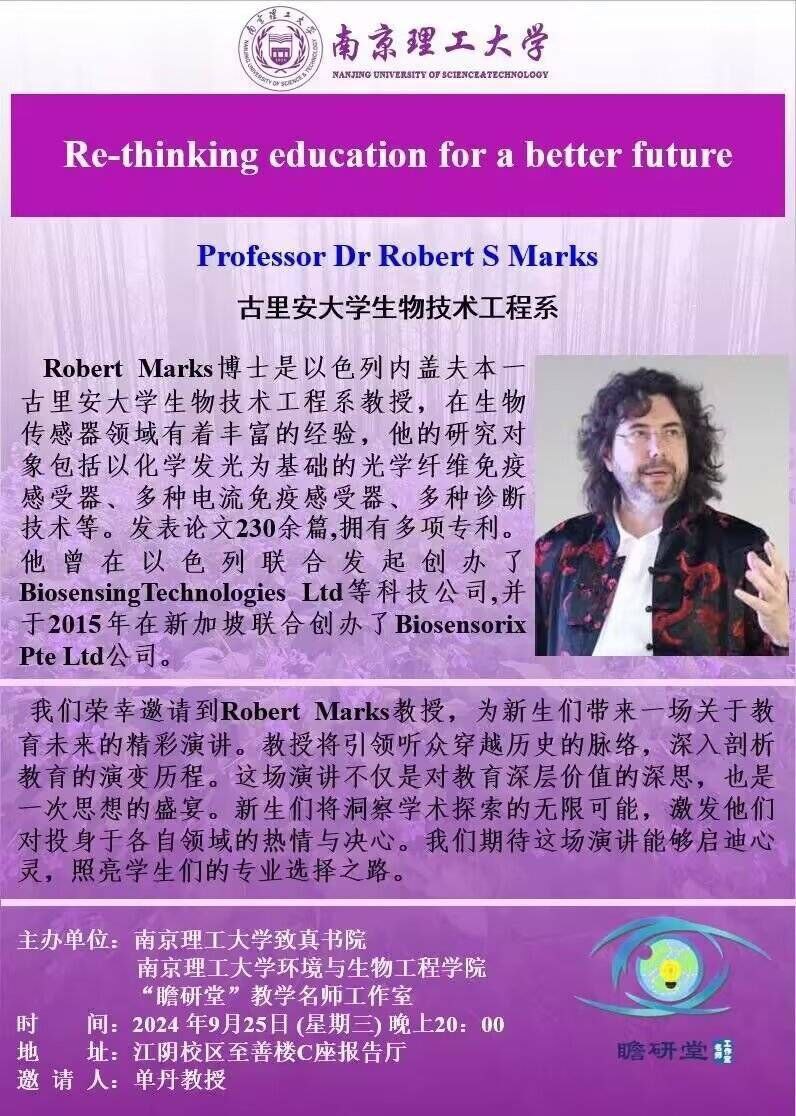 南京理工大学
NANJING UNIVERSITY OF SCIENCE & TECHNOLOGY
南京理工大学
NANJING UNIVERSITY OF SCIENCE&TECHNOLOGY
Re-thinking education for a better future
Professor Dr Robert S Marks
古里安大学生物技术工程系
Robert Marks博士是以色列内盖夫本一
古里安大学生物技术工程系教授，在生物
传感器领域有着丰富的经验，他的研究对
象包括以化学发光为基础的光学纤维免疫
感受器、多种电流免疫感受器、多种诊断
技术等。发表论文230余篇,拥有多项专利。
他曾在以色列联合发起创办了
BiosensingTechnologies Ltd等科技公司,并
于2015年在新加坡联合创办了Biosensorix
Pte Ltd公司。
我们荣幸邀请到Robert Marks教授，为新生们带来一场关于教
育未来的精彩演讲。教授将引领听众穿越历史的脉络，深入剖析
教育的演变历程。这场演讲不仅是对教育深层价值的深思，也是
一次思想的盛宴。新生们将洞察学术探索的无限可能，激发他们
对投身于各自领域的热情与决心。我们期待这场演讲能够启迪心
灵，照亮学生们的专业选择之路。
主办单位：南京理工大学致真书院
南京理工大学环境与生物工程学院
“瞻研堂”教学名师工作室
时 间：2024 年9月25日 (星期三) 晚上20：00
地 址：江阴校区至善楼C座报告厅
邀 请 人：单丹教授
瞻研堂 名师工作室